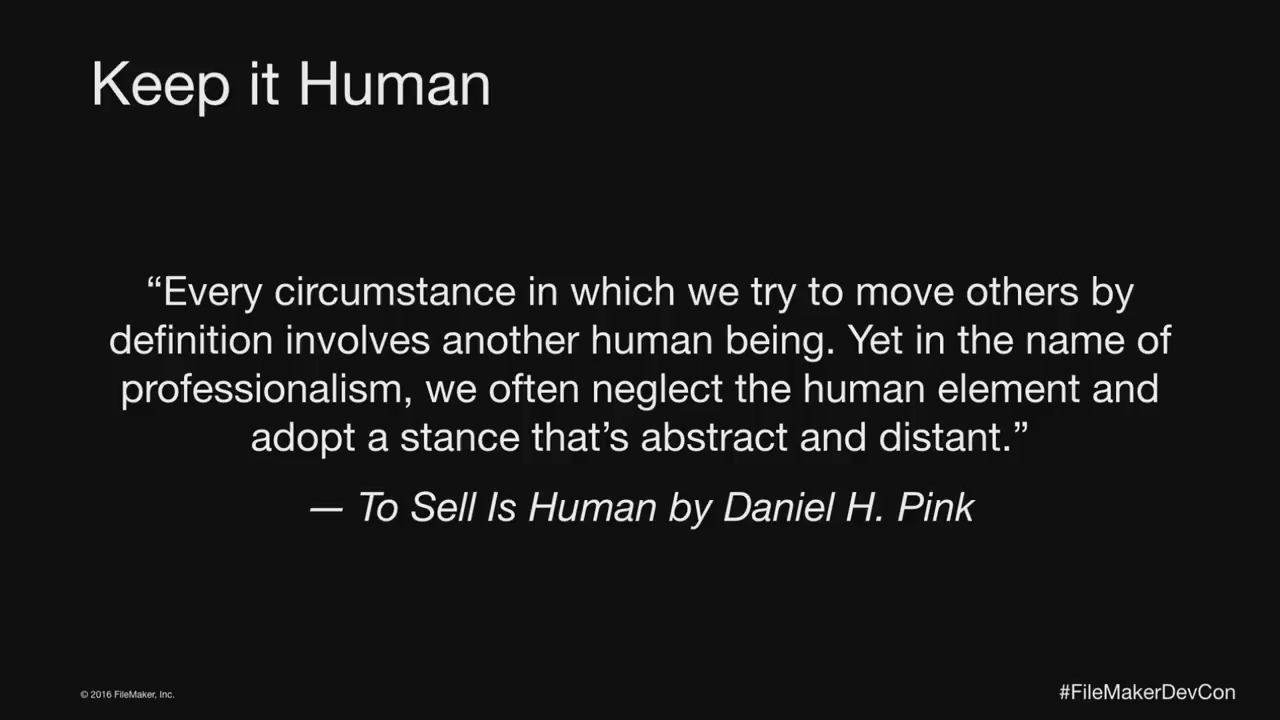 Keep it Human
“Every circumstance in which we try to move others by
definition involves another human being. Yet in the name of
professionalism, we often neglect the human element and
adopt a stance that’s abstract and distant.”
— To Sell Is Human by Daniel H. Pink
© 2016 FileMaker, Inc.
#FileMakerDevCon